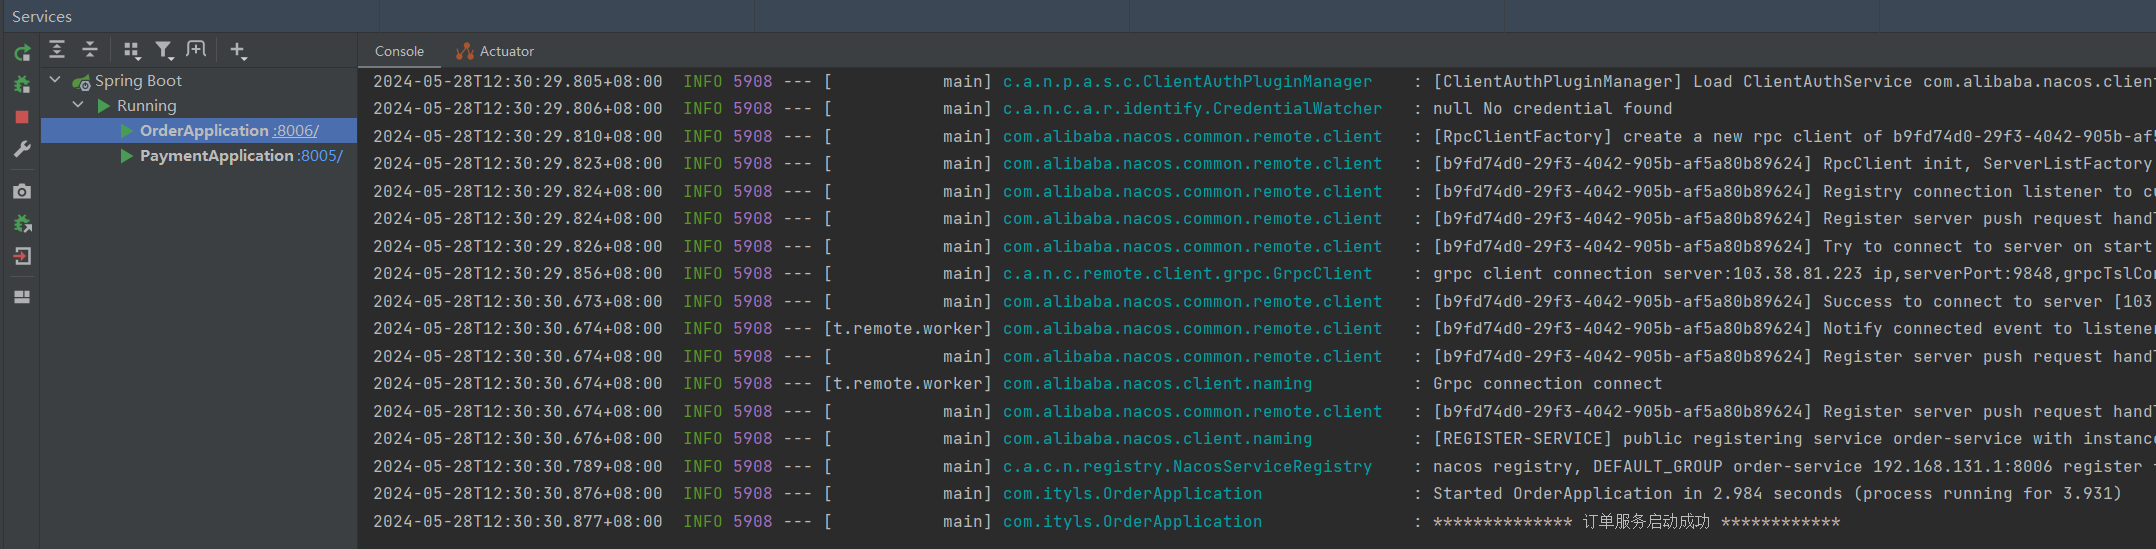 Services
Console
Actuator
Spring Boot
Running
OrderApplication :8006/
PaymentApplication :8005/
2024-05-28T12:30:29.805+08:00  INFO 5908 --- [           main] c.a.n.p.a.s.c.ClientAuthPluginManager    : [ClientAuthPluginManager] Load ClientAuthService com.alibaba.nacos.client
2024-05-28T12:30:29.806+08:00  INFO 5908 --- [           main] c.a.n.c.a.r.identify.CredentialWatcher   : null No credential found
2024-05-28T12:30:29.810+08:00  INFO 5908 --- [           main] com.alibaba.nacos.common.remote.client   : [RpcClientFactory] create a new rpc client of b9fd74d0-29f3-4042-905b-af5
2024-05-28T12:30:29.823+08:00  INFO 5908 --- [           main] com.alibaba.nacos.common.remote.client   : [b9fd74d0-29f3-4042-905b-af5a80b89624] RpcClient init, ServerListFactory
2024-05-28T12:30:29.824+08:00  INFO 5908 --- [           main] com.alibaba.nacos.common.remote.client   : [b9fd74d0-29f3-4042-905b-af5a80b89624] Registry connection listener to cu
2024-05-28T12:30:29.824+08:00  INFO 5908 --- [           main] com.alibaba.nacos.common.remote.client   : [b9fd74d0-29f3-4042-905b-af5a80b89624] Register server push request handl
2024-05-28T12:30:29.826+08:00  INFO 5908 --- [           main] com.alibaba.nacos.common.remote.client   : [b9fd74d0-29f3-4042-905b-af5a80b89624] Try to connect to server on start
2024-05-28T12:30:29.856+08:00  INFO 5908 --- [           main] c.a.n.c.remote.client.grpc.GrpcClient    : grpc client connection server:103.38.81.223 ip,serverPort:9848,grpcTslCon
2024-05-28T12:30:30.673+08:00  INFO 5908 --- [           main] com.alibaba.nacos.common.remote.client   : [b9fd74d0-29f3-4042-905b-af5a80b89624] Success to connect to server [103
2024-05-28T12:30:30.674+08:00  INFO 5908 --- [t.remote.worker] com.alibaba.nacos.common.remote.client   : [b9fd74d0-29f3-4042-905b-af5a80b89624] Notify connected event to listener
2024-05-28T12:30:30.674+08:00  INFO 5908 --- [           main] com.alibaba.nacos.common.remote.client   : [b9fd74d0-29f3-4042-905b-af5a80b89624] Register server push request handl
2024-05-28T12:30:30.674+08:00  INFO 5908 --- [t.remote.worker] com.alibaba.nacos.client.naming          : Grpc connection connect
2024-05-28T12:30:30.674+08:00  INFO 5908 --- [           main] com.alibaba.nacos.common.remote.client   : [b9fd74d0-29f3-4042-905b-af5a80b89624] Register server push request handl
2024-05-28T12:30:30.676+08:00  INFO 5908 --- [           main] com.alibaba.nacos.client.naming          : [REGISTER-SERVICE] public registering service order-service with instance
2024-05-28T12:30:30.789+08:00  INFO 5908 --- [           main] c.a.c.n.registry.NacosServiceRegistry    : nacos registry, DEFAULT_GROUP order-service 192.168.131.1:8006 register
2024-05-28T12:30:30.876+08:00  INFO 5908 --- [           main] com.ityls.OrderApplication               : Started OrderApplication in 2.984 seconds (process running for 3.931)
2024-05-28T12:30:30.877+08:00  INFO 5908 --- [           main] com.ityls.OrderApplication               : ************** 订单服务启动成功 ************